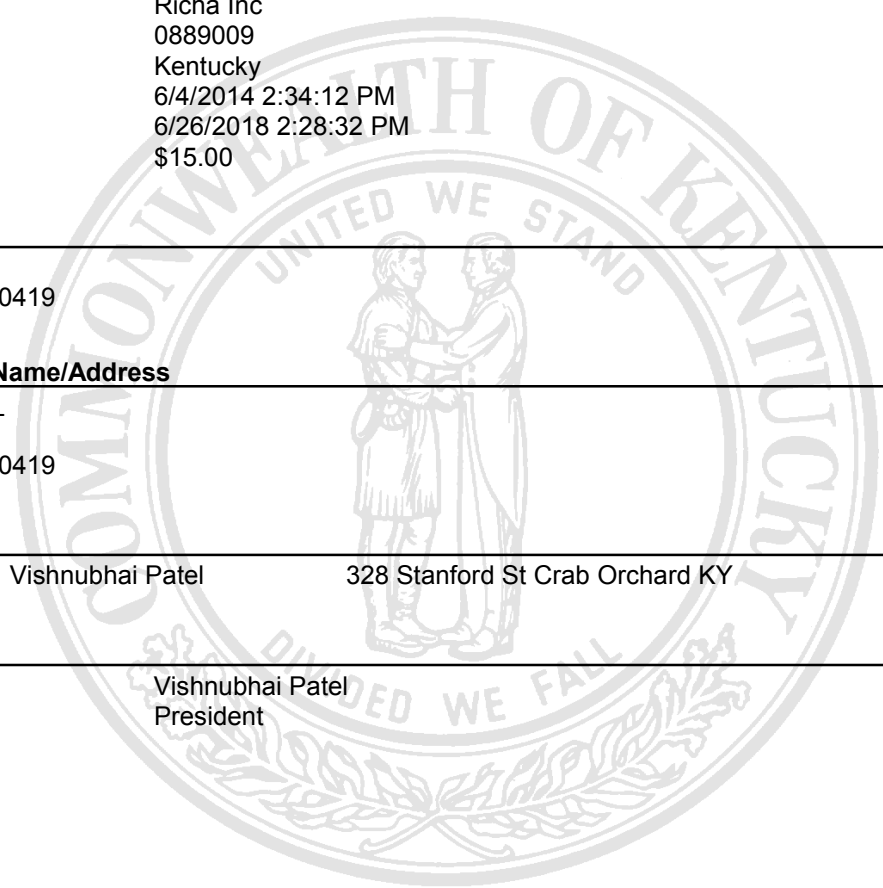 Richa Inc
0889009
Kentucky
6/4/2014 2:34:12 PM
6/26/2018 2:28:32 PM
$15.00
0419
Name/Address
0419
Vishnubhai Patel 328 Stanford St Crab Orchard KY
Vishnubhai Patel
President
COMMONWEALTH OF KENTUCKY
UNITED WE STAND
DIVIDED WE FALL